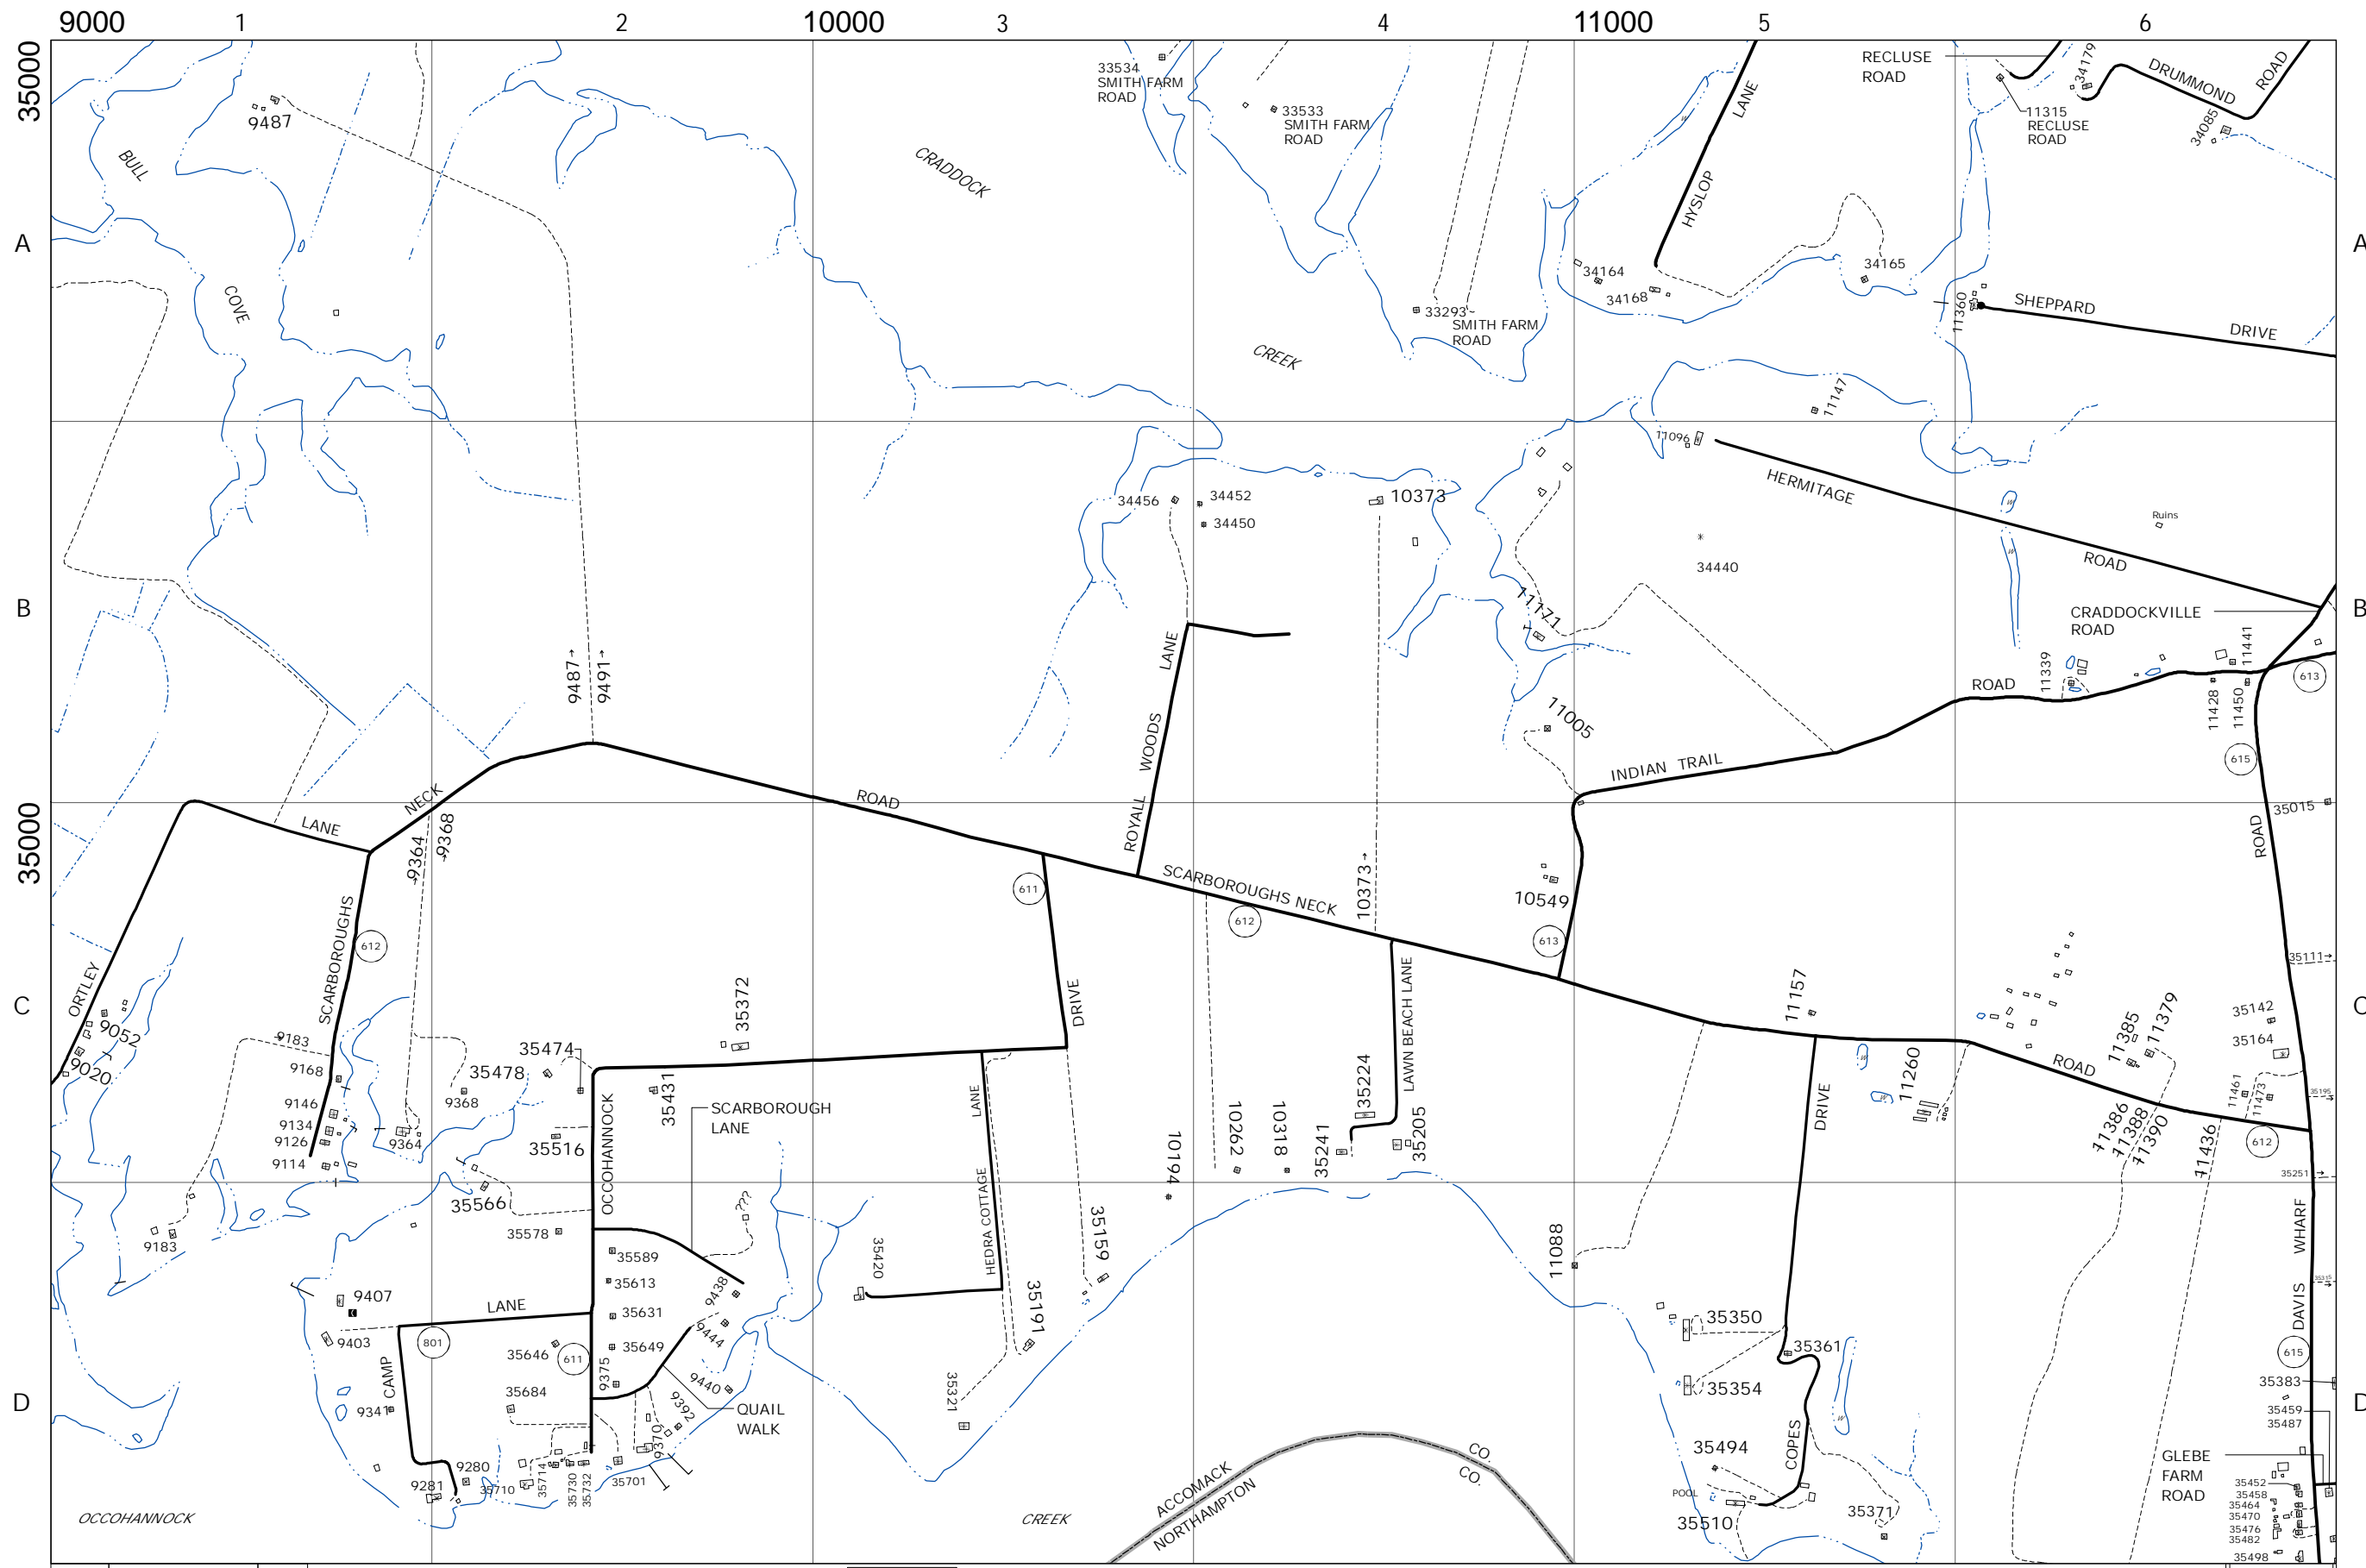 9000 1 2 10000 3 4 11000 5 6
35000
A
B
35000
C
D
A
B
C
D
9487
BULL
COVE
CRADDOCK
CREEK
33534
SMITH FARM
ROAD
33533
SMITH FARM
ROAD
33293
SMITH FARM
ROAD
HYSLOP LANE
34164
34168
34165
RECLUSE
ROAD
34179
DRUMMOND ROAD
11315
RECLUSE
ROAD
34085
11360
SHEPPARD DRIVE
11147
11096
HERMITAGE ROAD
Ruins
34440
34456
34452
34450
10373
11171
11005
CRADDOCKVILLE
ROAD
11339
11441
11428
11450
613
615
INDIAN TRAIL ROAD
35015
ROAD
9487→
9491→
ROYALL WOODS LANE
NECK ROAD
LANE
9364
9368
ORTLEY
SCARBOROUGHS
612
611
SCARBOROUGHS NECK
612
10373→
10549
613
35111→
9052
9020
9183
9168
9146
9134
9126
9114
9364
9368
35478
35474
35372
35431
DRIVE
LAWN BEACH LANE
11157
11260
ROAD
11385
11379
35142
35164
11461
11473
35195
612
11386
11388
11390
11436
35251
35516
35566
OCCOHANNOCK
SCARBOROUGH
LANE
HEDRA COTTAGE LANE
10194
10262
10318
35241
35224
35205
DRIVE
9183
35578
35589
35613
35631
35649
???
9438
9444
9440
35420
35159
35191
35321
11088
35350
35354
35361
35494
COPES
POOL
35510
35371
9407
9403
LANE
801
CAMP
9341
35646
611
9375
35684
9392
9370
QUAIL
WALK
9280
9281
35710
35714
35730
35732
35701
OCCOHANNOCK
CREEK
ACCOMACK CO.
NORTHAMPTON CO.
DAVIS WHARF
615
35383
35459
35487
GLEBE
FARM
ROAD
35452
35458
35464
35470
35476
35482
35498